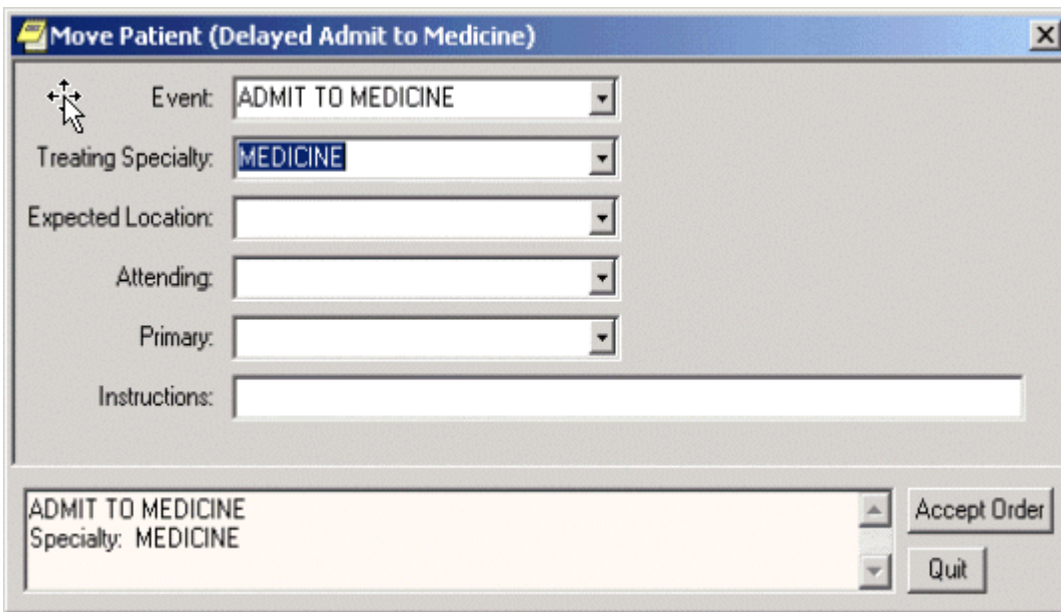 Move Patient (Delayed Admit to Medicine)
Event: ADMIT TO MEDICINE
Treating Specialty: MEDICINE
Expected Location:
Attending:
Primary:
Instructions:
ADMIT TO MEDICINE
Specialty: MEDICINE
Accept Order
Quit